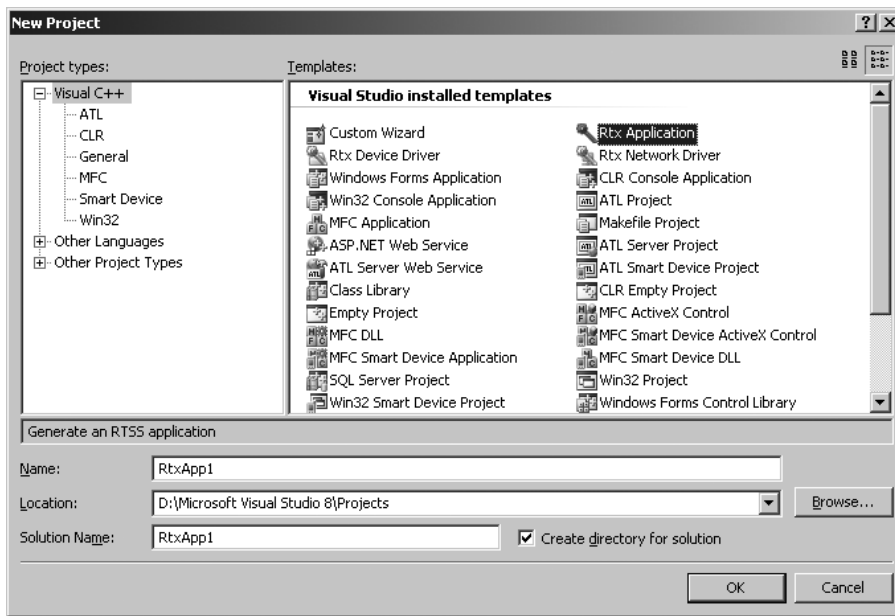 New Project
Project types:
Templates:
Visual C++
ATL
CLR
General
MFC
Smart Device
Win32
Other Languages
Other Project Types
Visual Studio installed templates
Custom Wizard
Rtx Application
Rtx Device Driver
Rtx Network Driver
Windows Forms Application
CLR Console Application
Win32 Console Application
ATL Project
MFC Application
Makefile Project
ASP.NET Web Service
ATL Server Project
ATL Server Web Service
ATL Smart Device Project
Class Library
CLR Empty Project
Empty Project
MFC ActiveX Control
MFC DLL
MFC Smart Device ActiveX Control
MFC Smart Device Application
MFC Smart Device DLL
SQL Server Project
Win32 Project
Win32 Smart Device Project
Windows Forms Control Library
Generate an RTSS application
Name:
RtxApp1
Location:
D:\Microsoft Visual Studio 8\Projects
Browse...
Solution Name:
RtxApp1
Create directory for solution
OK
Cancel